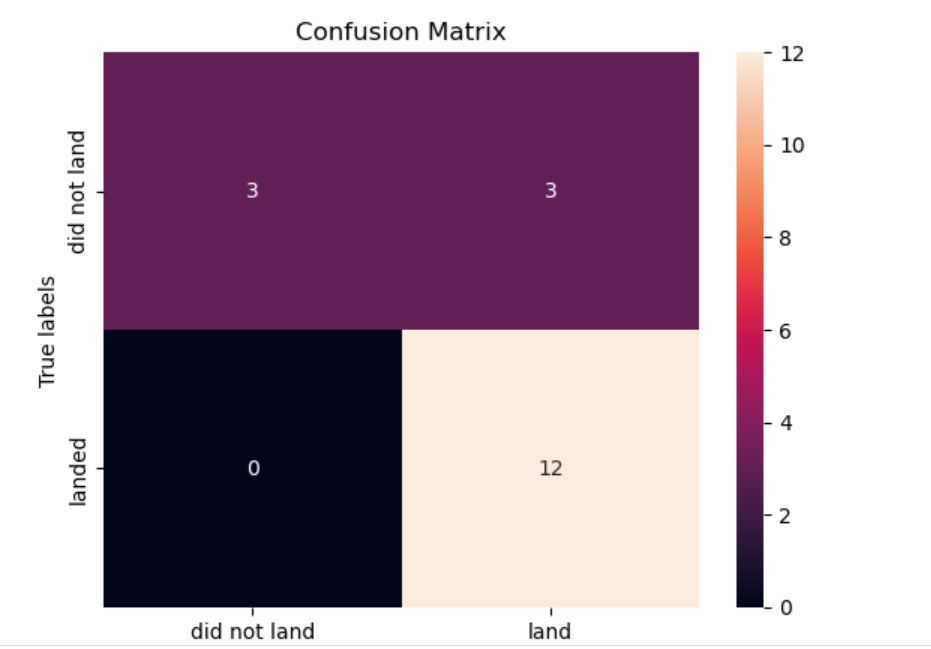 Confusion Matrix
True labels
did not land
landed
3 3
0 12
did not land land
12
10
8
6
4
2
0